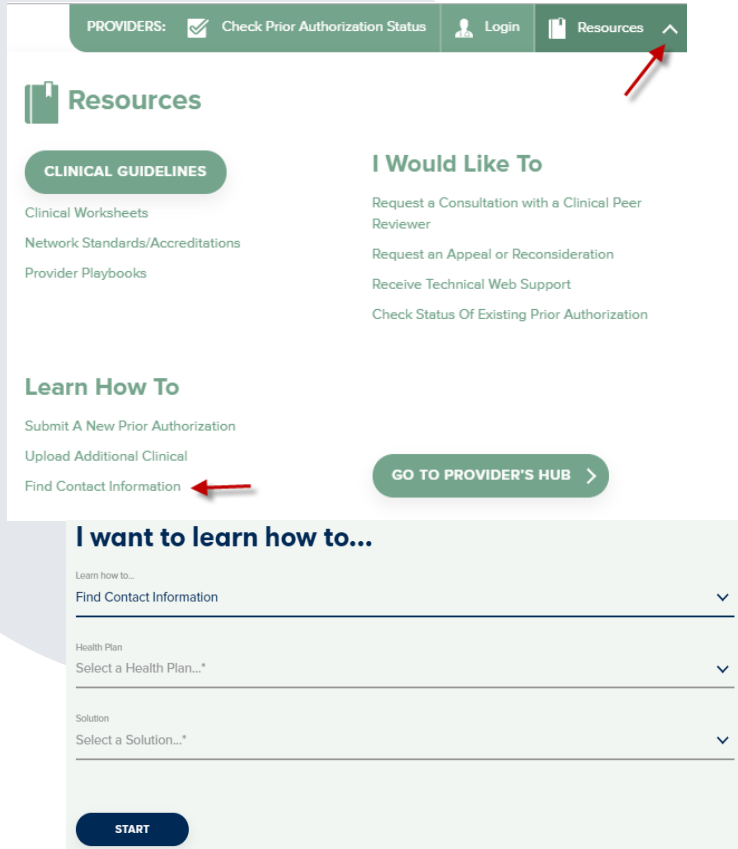 PROVIDERS: Check Prior Authorization Status Login Resources
Resources
CLINICAL GUIDELINES
Clinical Worksheets
Network Standards/Accreditations
Provider Playbooks
I Would Like To
Request a Consultation with a Clinical Peer
Reviewer
Request an Appeal or Reconsideration
Receive Technical Web Support
Check Status Of Existing Prior Authorization
Learn How To
Submit A New Prior Authorization
Upload Additional Clinical
Find Contact Information
GO TO PROVIDER'S HUB
I want to learn how to...
Learn how to...
Find Contact Information
Health Plan
Select a Health Plan...*
Solution
Select a Solution...*
START